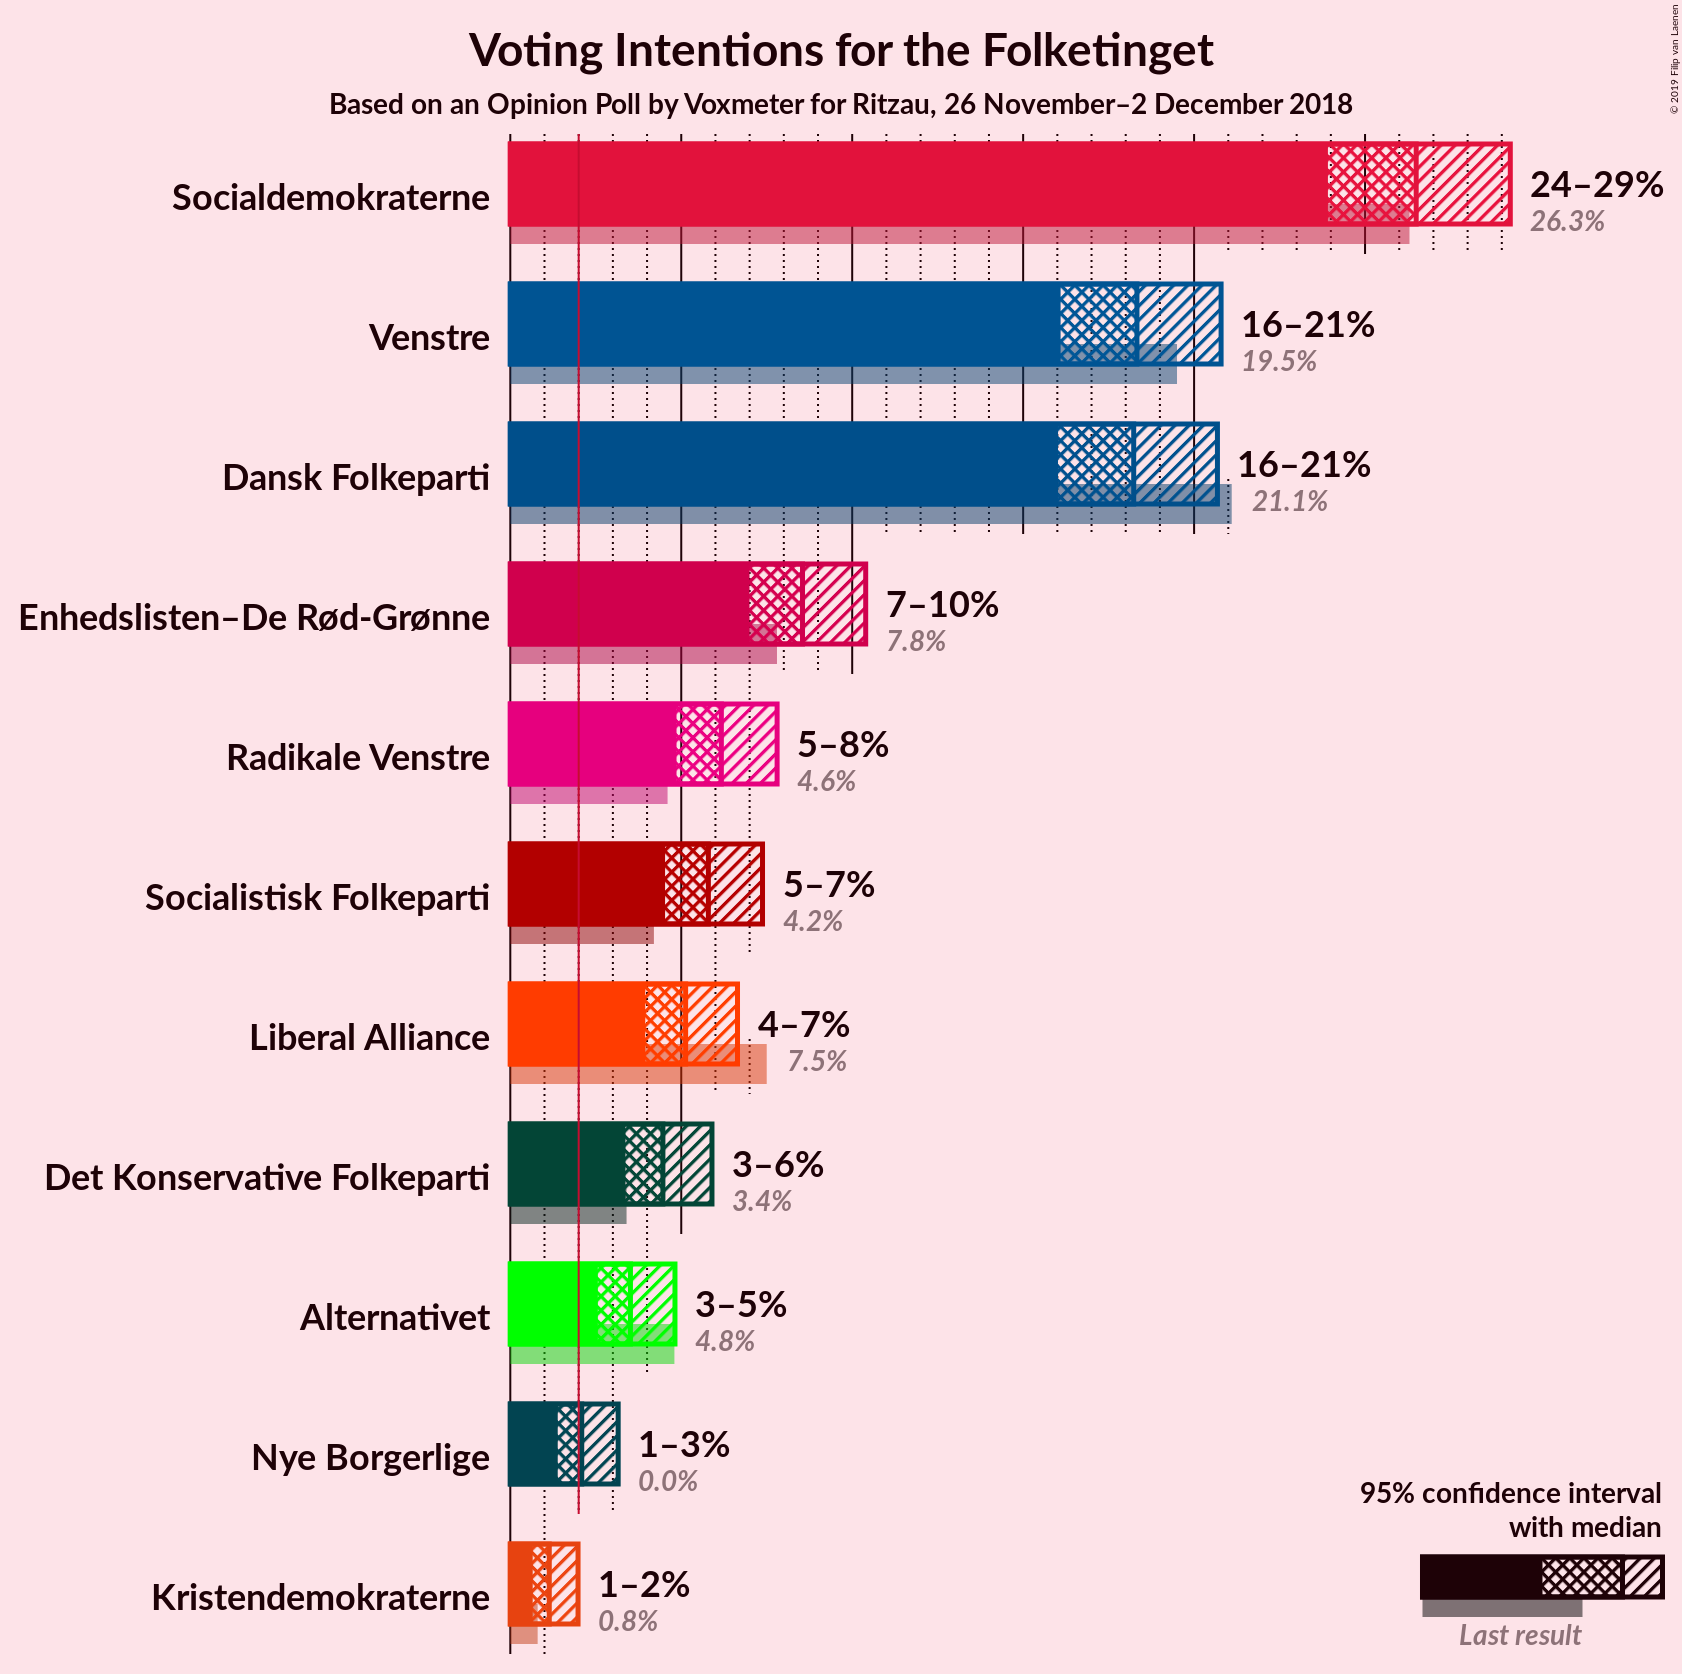 © 2019 Filip van Laenen
Voting Intentions for the Folketinget
Based on an Opinion Poll by Voxmeter for Ritzau, 26 November–2 December 2018
Socialdemokraterne
24–29%
26.3%
Venstre
16–21%
19.5%
Dansk Folkeparti
16–21%
21.1%
Enhedslisten–De Rød-Grønne
7–10%
7.8%
Radikale Venstre
5–8%
4.6%
Socialistisk Folkeparti
5–7%
4.2%
Liberal Alliance
4–7%
7.5%
Det Konservative Folkeparti
3–6%
3.4%
Alternativet
3–5%
4.8%
Nye Borgerlige
1–3%
0.0%
Kristendemokraterne
1–2%
0.8%
95% confidence interval
with median
Last result